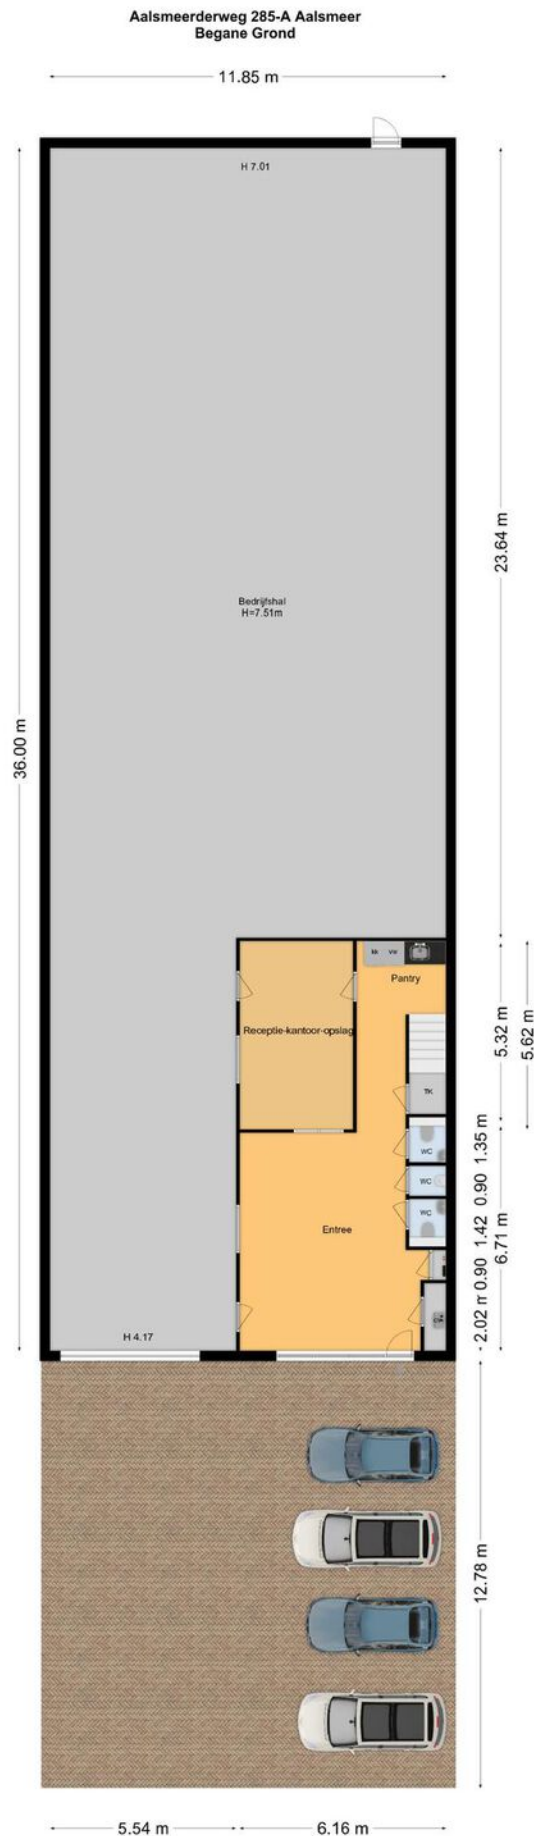 Aalsmeerderweg 285-A Aalsmeer
Begane Grond
11.85 m
H 7.01
23.64 m
36.00 m
Bedrijfshal
H=7.51m
kk vw
Pantry
Receptie-kantoor-opslag
5.32 m
5.62 m
TK
WC
WC
WC
1.35 m
0.90
1.42
0.90
2.02 m
6.71 m
Entree
H 4.17
12.78 m
5.54 m
6.16 m